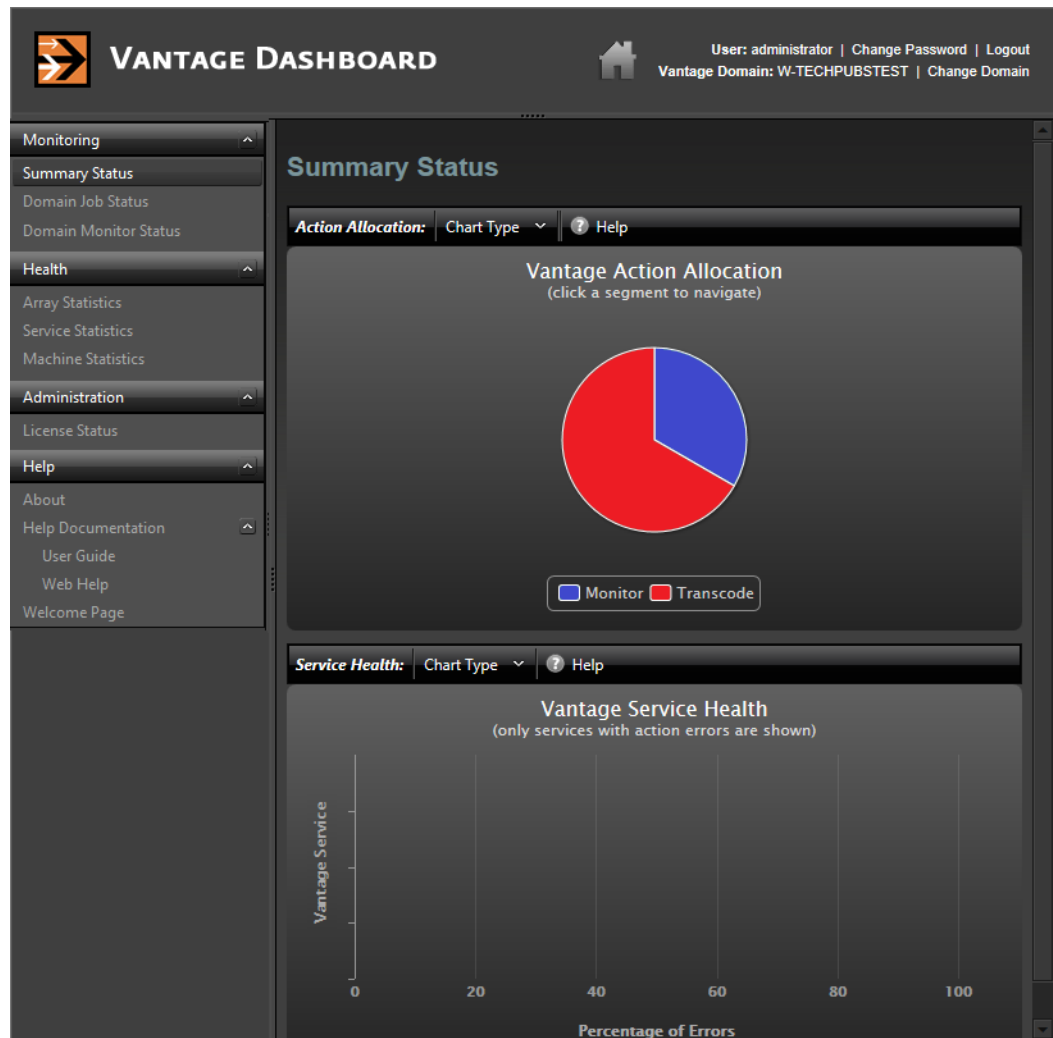 VANTAGE DASHBOARD
User: administrator | Change Password | Logout
Vantage Domain: W-TECHPUBSTEST | Change Domain
Monitoring
Summary Status
Domain Job Status
Domain Monitor Status
Health
Array Statistics
Service Statistics
Machine Statistics
Administration
License Status
Help
About
Help Documentation
User Guide
Web Help
Welcome Page
Summary Status
Action Allocation: Chart Type ? Help
Vantage Action Allocation
(click a segment to navigate)
Monitor Transcode
Service Health: Chart Type ? Help
Vantage Service Health
(only services with action errors are shown)
Vantage Service
0 20 40 60 80 100
Percentage of Errors